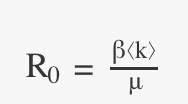 R₀ = β⟨k⟩ / μ